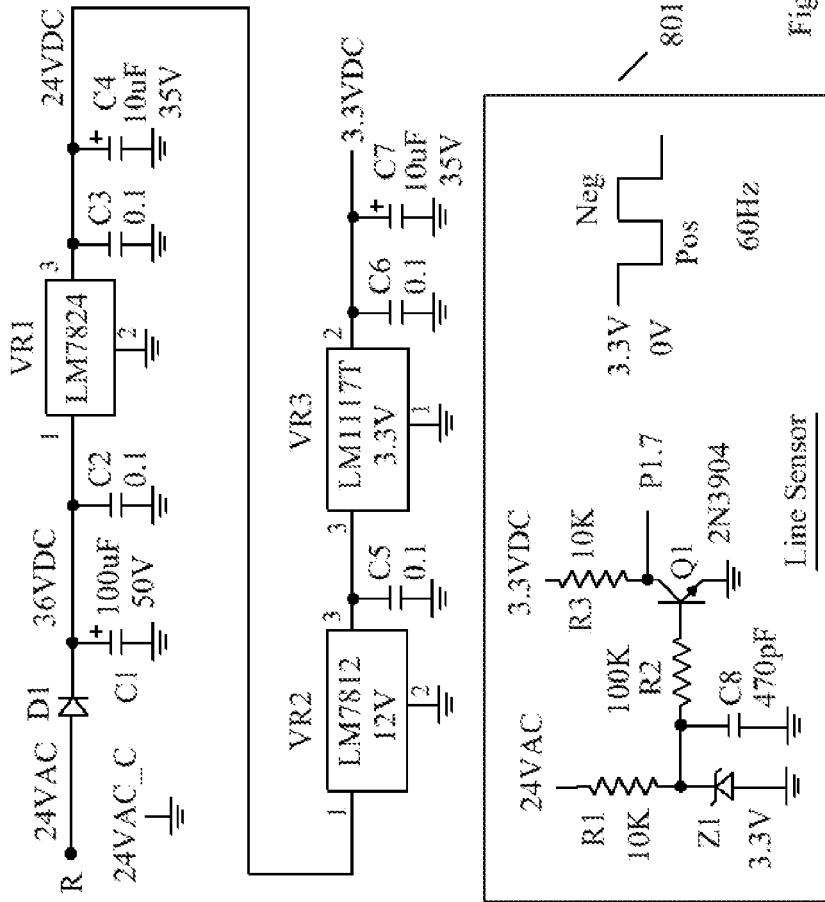 R
24VAC
24VAC_C
D1
36VDC
C1
100uF
50V
C2
0.1
VR1
LM7824
1
2
3
C3
0.1
24VDC
C4
10uF
35V
+
+
VR2
LM7812
12V
1
2
3
C5
0.1
VR3
LM1117T
3.3V
3
1
2
C6
0.1
3.3VDC
C7
10uF
35V
+
24VAC
R1
10K
Z1
3.3V
100K
R2
C8
470pF
3.3VDC
R3
10K
P1.7
Q1
2N3904
Line Sensor
3.3V
0V
Neg
Pos
60Hz
801
Fig